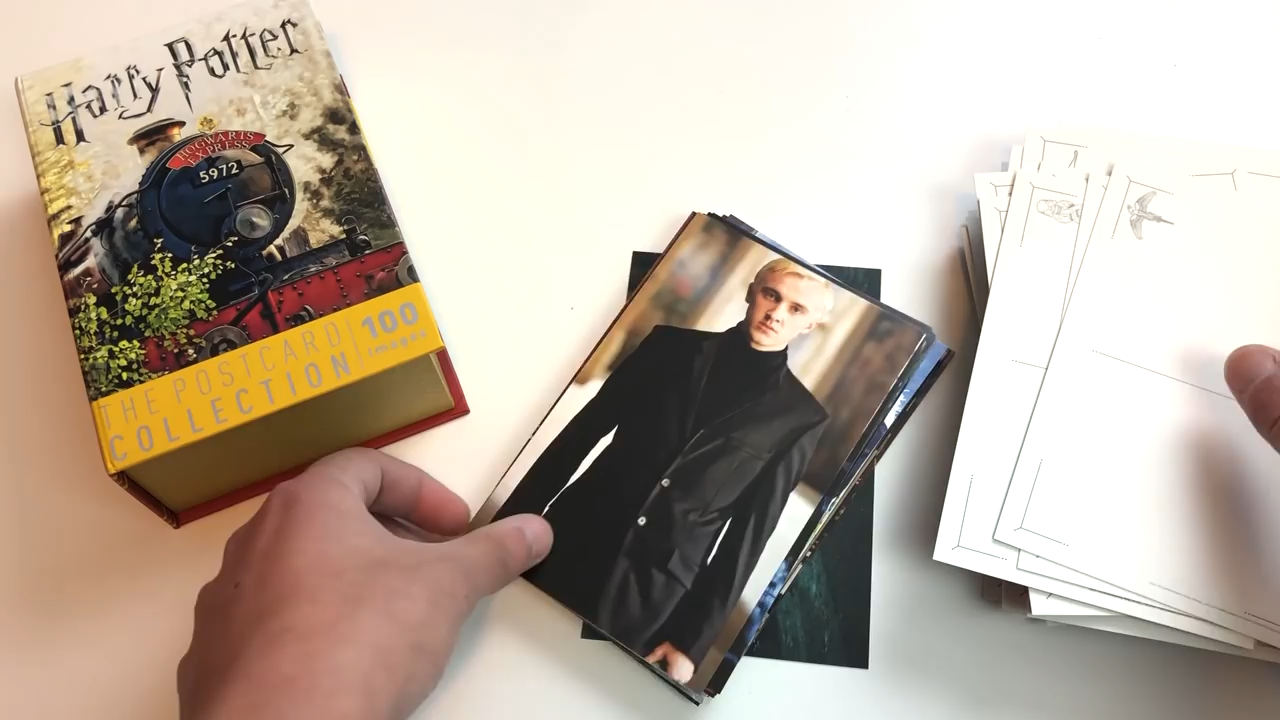 Harry Potter
HOGWARTS
EXPRESS
5972
THE POSTCARD
COLLECTION
100
images